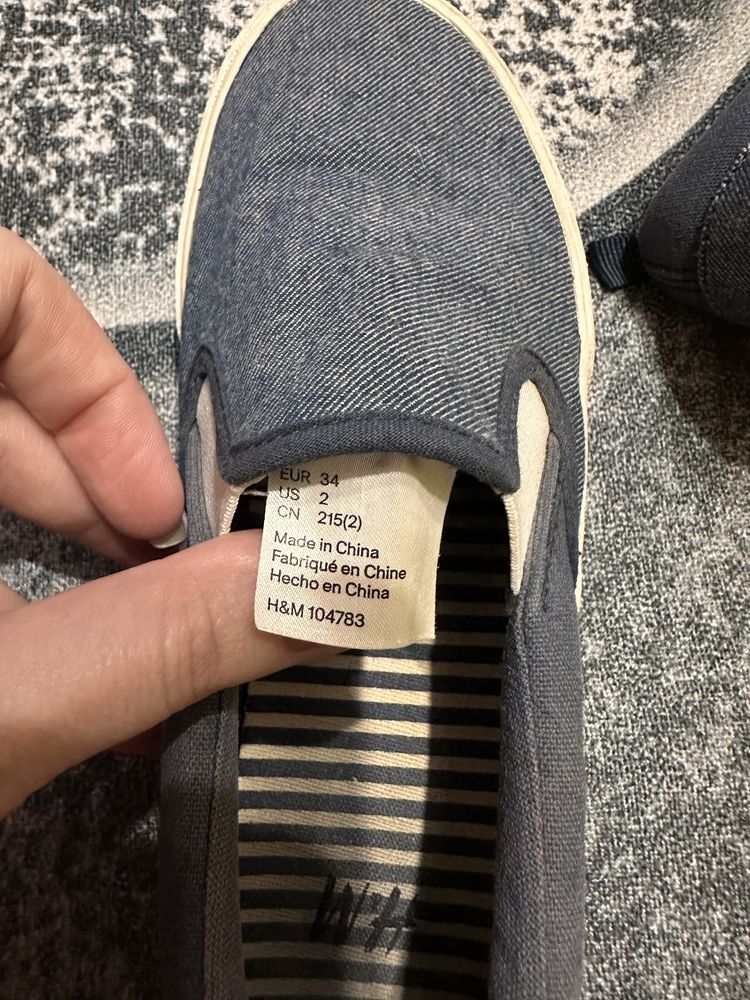 EUR 34
US 2
CN 215(2)
Made in China
Fabriqué en Chine
Hecho en China
H&M 104783
H&M